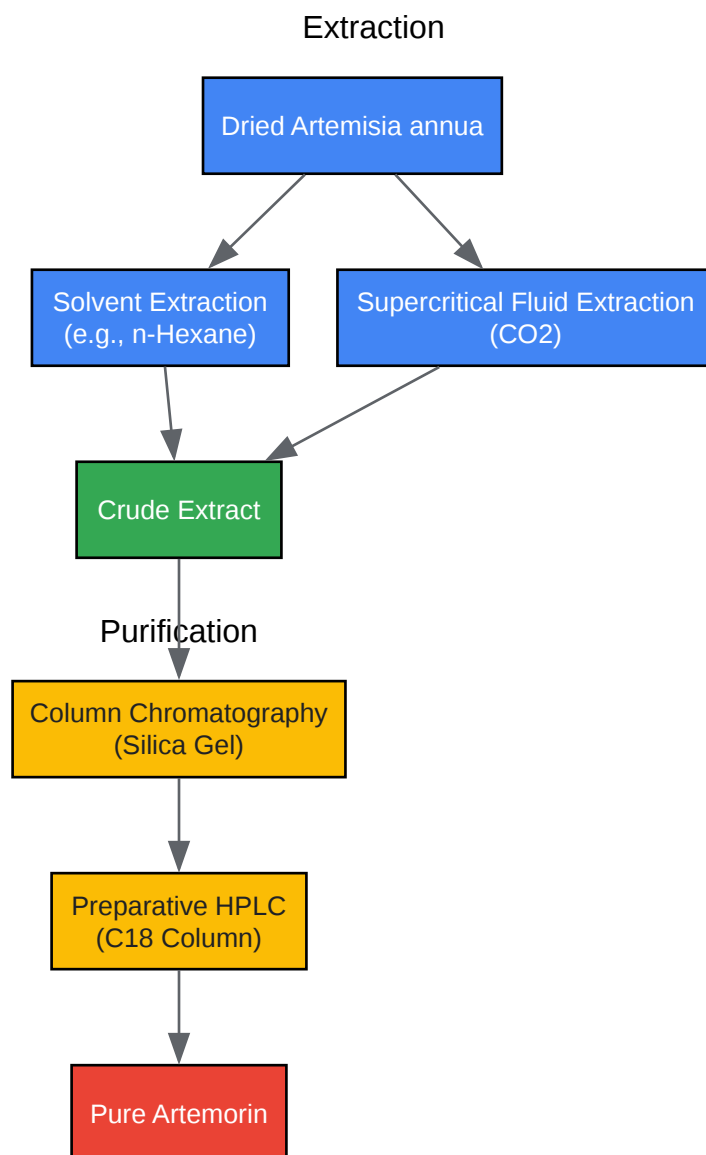 Extraction
Dried Artemisia annua
Solvent Extraction
(e.g., n-Hexane)
Supercritical Fluid Extraction
(CO2)
Crude Extract
Purification
Column Chromatography
(Silica Gel)
Preparative HPLC
(C18 Column)
Pure Artemorin